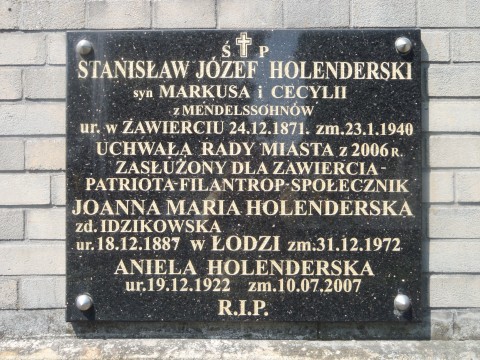 Ś P
STANISŁAW JÓZEF HOLENDERSKI
syn MARKUSA i CECYLII
z MENDELSSOHNÓW
ur. w ZAWIERCIU 24.12.1871. zm.23.1.1940
UCHWAŁĄ RADY MIASTA z 2006 R.
ZASŁUŻONY DLA ZAWIERCIA-
PATRIOTA-FILANTROP-SPOŁECZNIK
JOANNA MARIA HOLENDERSKA
zd. IDZIKOWSKA
ur.18.12.1887 w ŁODZI zm.31.12.1972
ANIELA HOLENDERSKA
ur.19.12.1922 zm.10.07.2007
R.I.P.